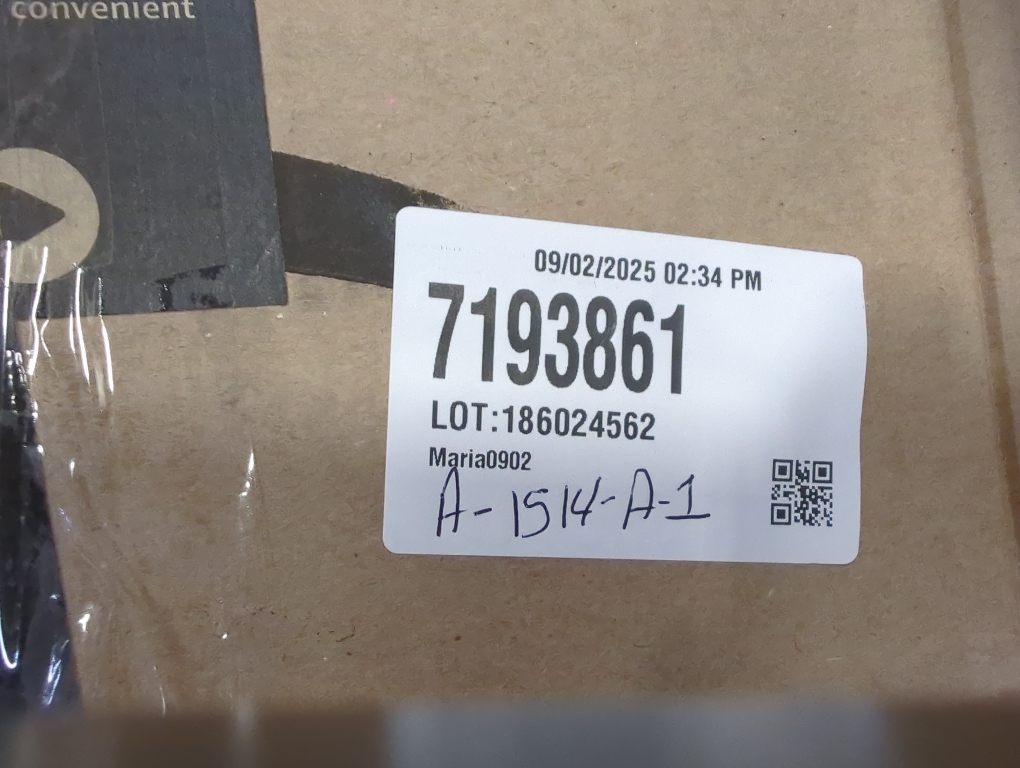 convenient
09/02/2025 02:34 PM
7193861
LOT:186024562
Maria0902
A-1514-A-1